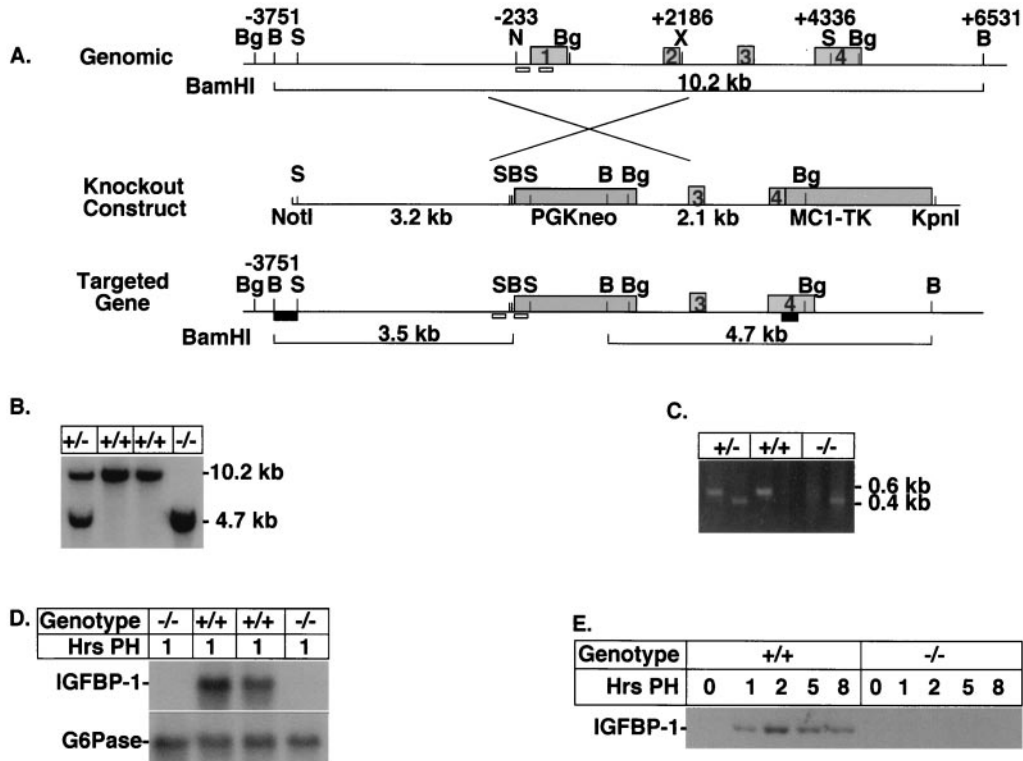 A.
-3751 -233 +2186 +4336 +6531
Bg B S N Bg X S Bg B
Genomic 1 2 3 4
BamHI 10.2 kb
S SBS B Bg Bg
Knockout Construct 3 4
NotI 3.2 kb PGKneo 2.1 kb MC1-TK KpnI
-3751
Bg B S SBS B Bg Bg B
Targeted Gene 3 4
BamHI 3.5 kb 4.7 kb
B.
+/- +/+ +/+ -/-
-10.2 kb
- 4.7 kb
C.
+/- +/+ -/-
- 0.6 kb
- 0.4 kb
D.
Genotype -/- +/+ +/+ -/-
Hrs PH 1 1 1 1
IGFBP-1-
G6Pase-
E.
Genotype +/+ -/-
Hrs PH 0 1 2 5 8 0 1 2 5 8
IGFBP-1-